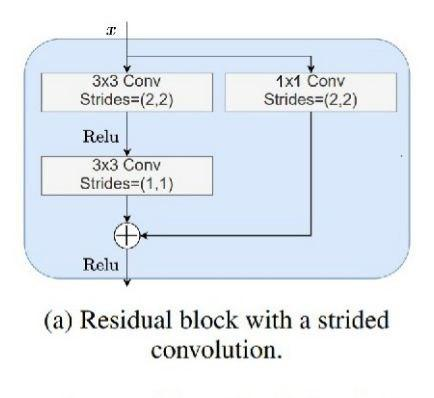 x
3x3 Conv
Strides=(2,2)
1x1 Conv
Strides=(2,2)
Relu
3x3 Conv
Strides=(1,1)
Relu
(a) Residual block with a strided
convolution.